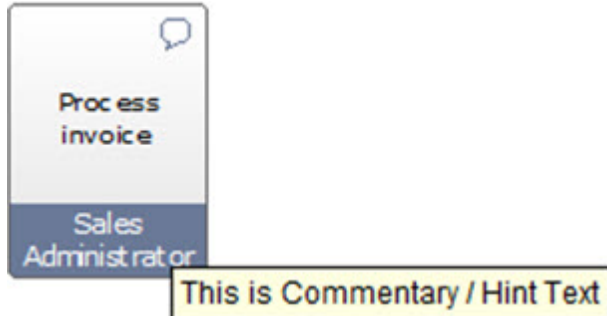 Process
invoice
Sales
Administrator
This is Commentary / Hint Text